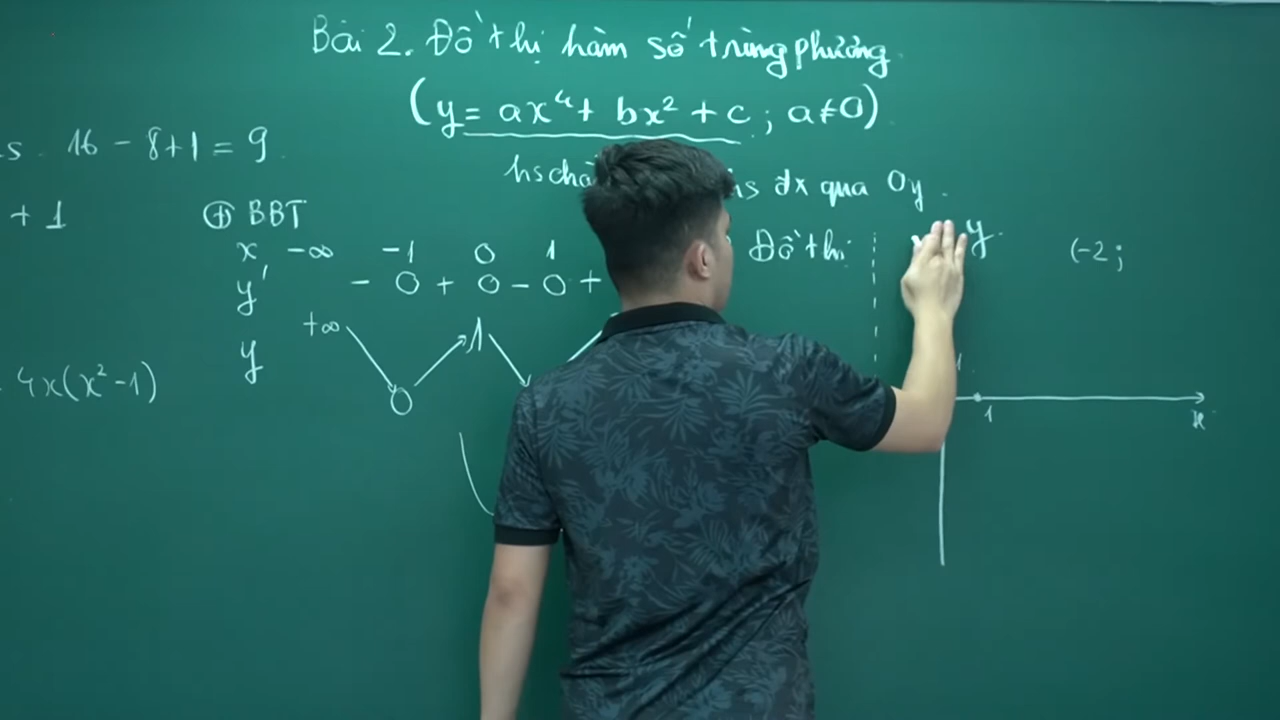 Bài 2. Đồ thị hàm số trùng phương
(y = ax⁴ + bx² + c ; a ≠ 0)
hs đx qua Oy.
16 - 8 + 1 = 9
+ 1
⊕ BBT
x -∞ -1 0 1
y' - 0 + 0 - 0 +
+∞ 1
y
0
4x(x² - 1)
Đồ thị
y
(-2;
1
x